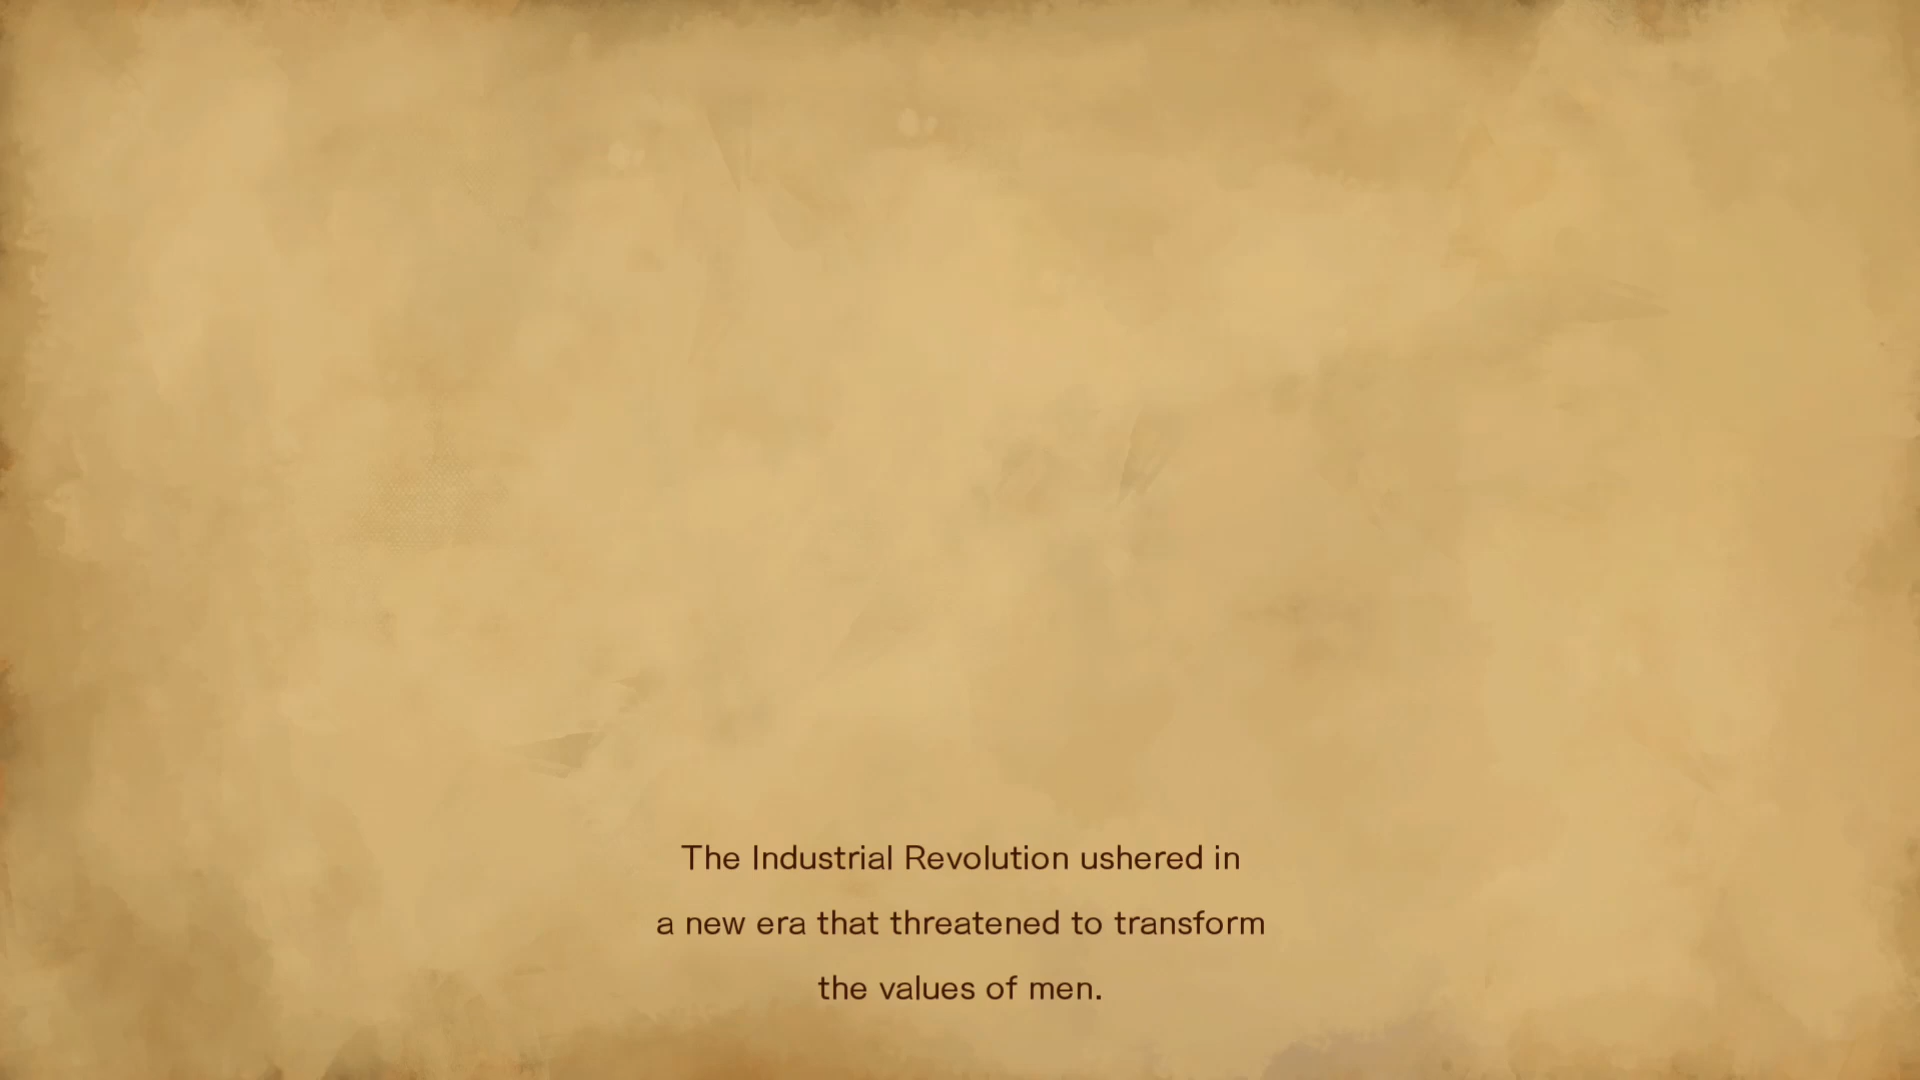 The Industrial Revolution ushered in
a new era that threatened to transform
the values of men.